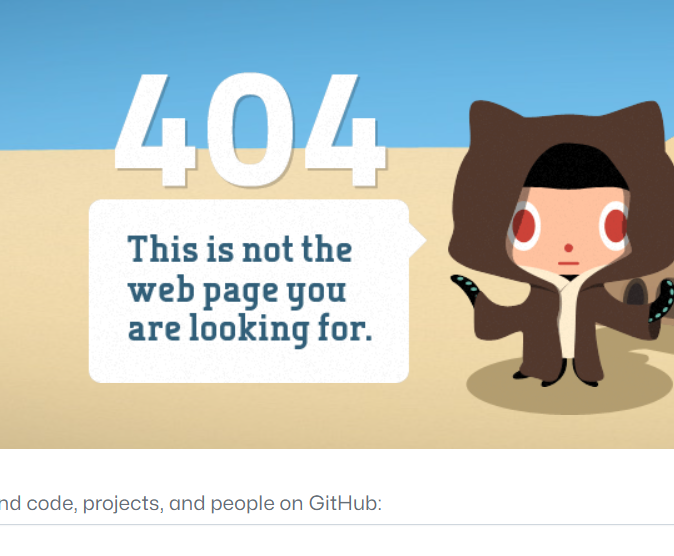 404
This is not the
web page you
are looking for.
nd code, projects, and people on GitHub: